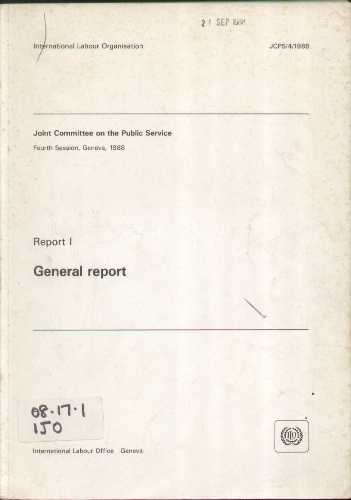 21 SEP 1988
International Labour Organisation
JCPS/4/1988
Joint Committee on the Public Service
Fourth Session, Geneva, 1988
Report I
General report
08.17.1
International Labour Office Geneva